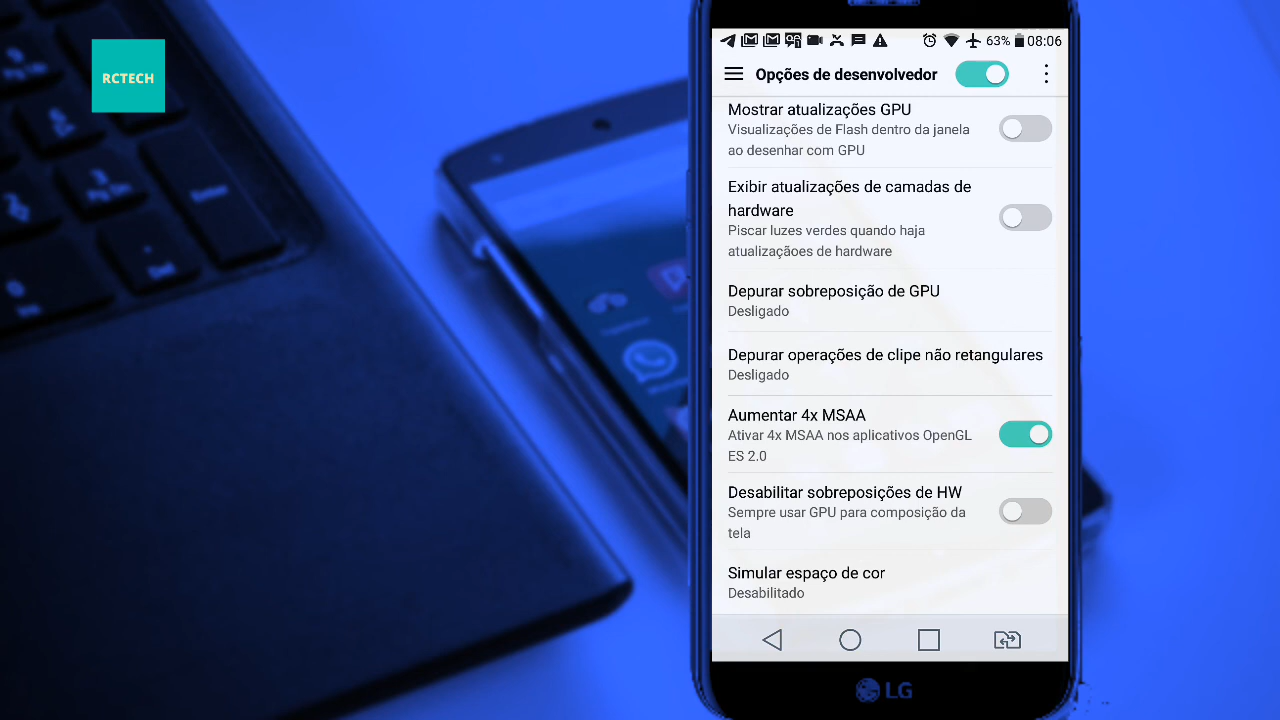 RCTECH
63% 08:06
Opções de desenvolvedor
Mostrar atualizações GPU
Visualizações de Flash dentro da janela
ao desenhar com GPU
Exibir atualizações de camadas de
hardware
Piscar luzes verdes quando haja
atualizaçãoes de hardware
Depurar sobreposição de GPU
Desligado
Depurar operações de clipe não retangulares
Desligado
Aumentar 4x MSAA
Ativar 4x MSAA nos aplicativos OpenGL
ES 2.0
Desabilitar sobreposições de HW
Sempre usar GPU para composição da
tela
Simular espaço de cor
Desabilitado
LG